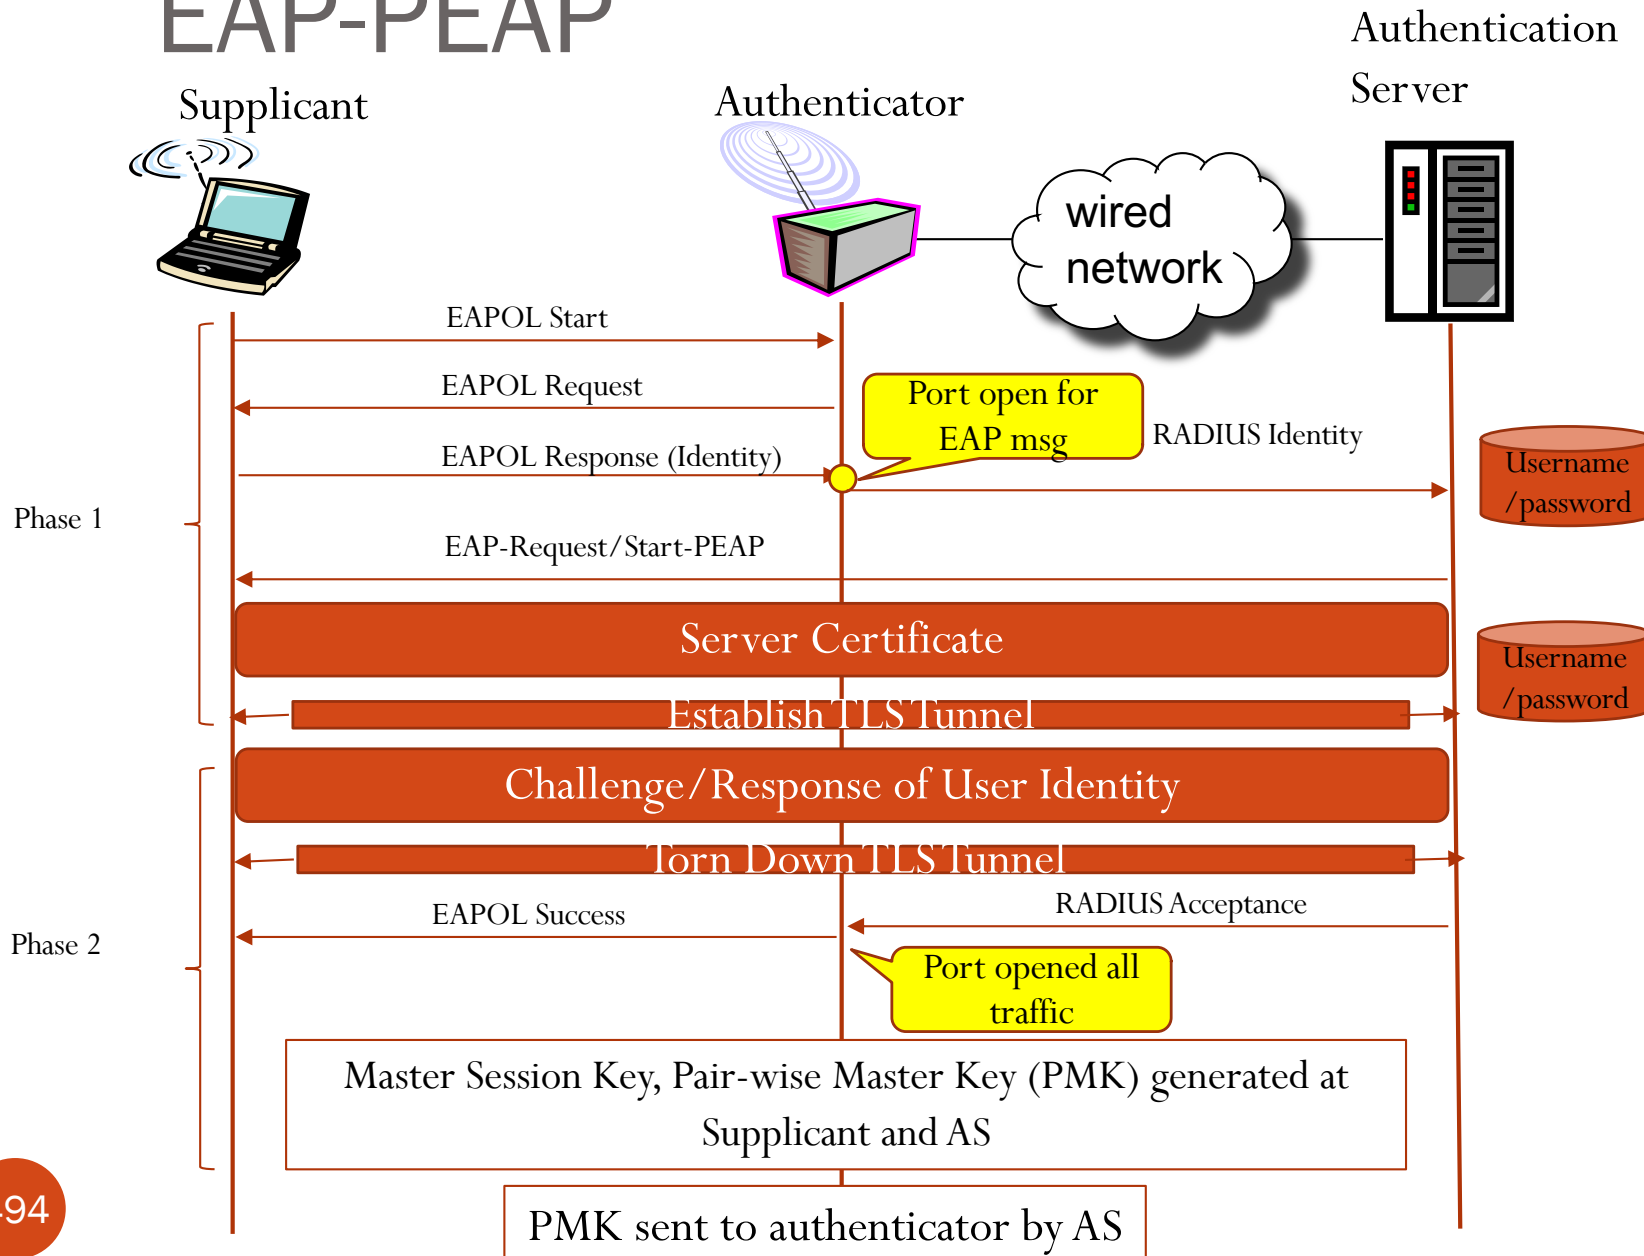 EAP-PEAP
Authentication
Server
Supplicant
Authenticator
wired
network
EAPOL Start
EAPOL Request
Port open for
EAP msg
RADIUS Identity
EAPOL Response (Identity)
Username
/password
Phase 1
EAP-Request/Start-PEAP
Server Certificate
Username
/password
Establish TLS Tunnel
Challenge/Response of User Identity
Torn Down TLS Tunnel
RADIUS Acceptance
EAPOL Success
Phase 2
Port opened all
traffic
Master Session Key, Pair-wise Master Key (PMK) generated at
Supplicant and AS
94
PMK sent to authenticator by AS